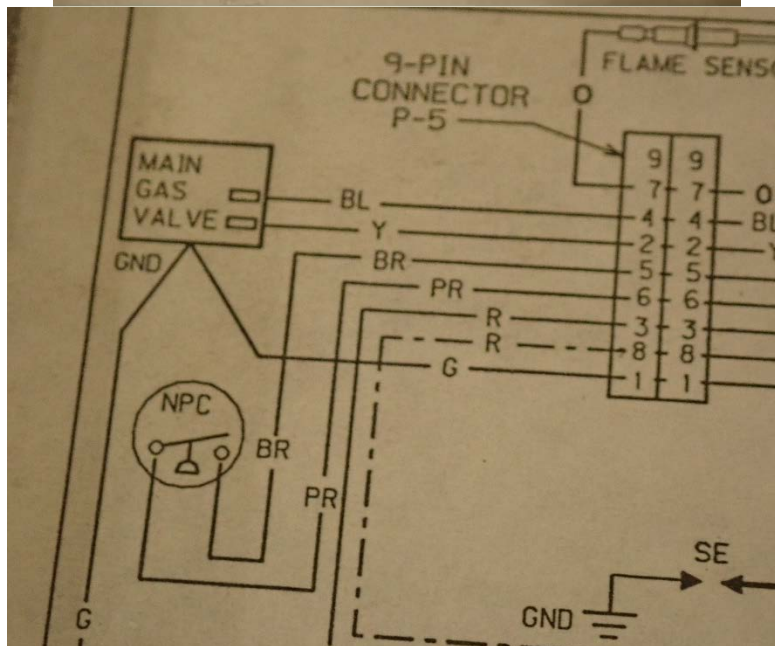 9-PIN
CONNECTOR
P-5
FLAME SENS
O
MAIN
GAS
VALVE
GND
BL
Y
BR
PR
R
R
G
9 9
7 7 O
4 4 BL
2 2 Y
5 5
6 6
3 3
8 8
1 1
NPC
BR
PR
G
SE
GND